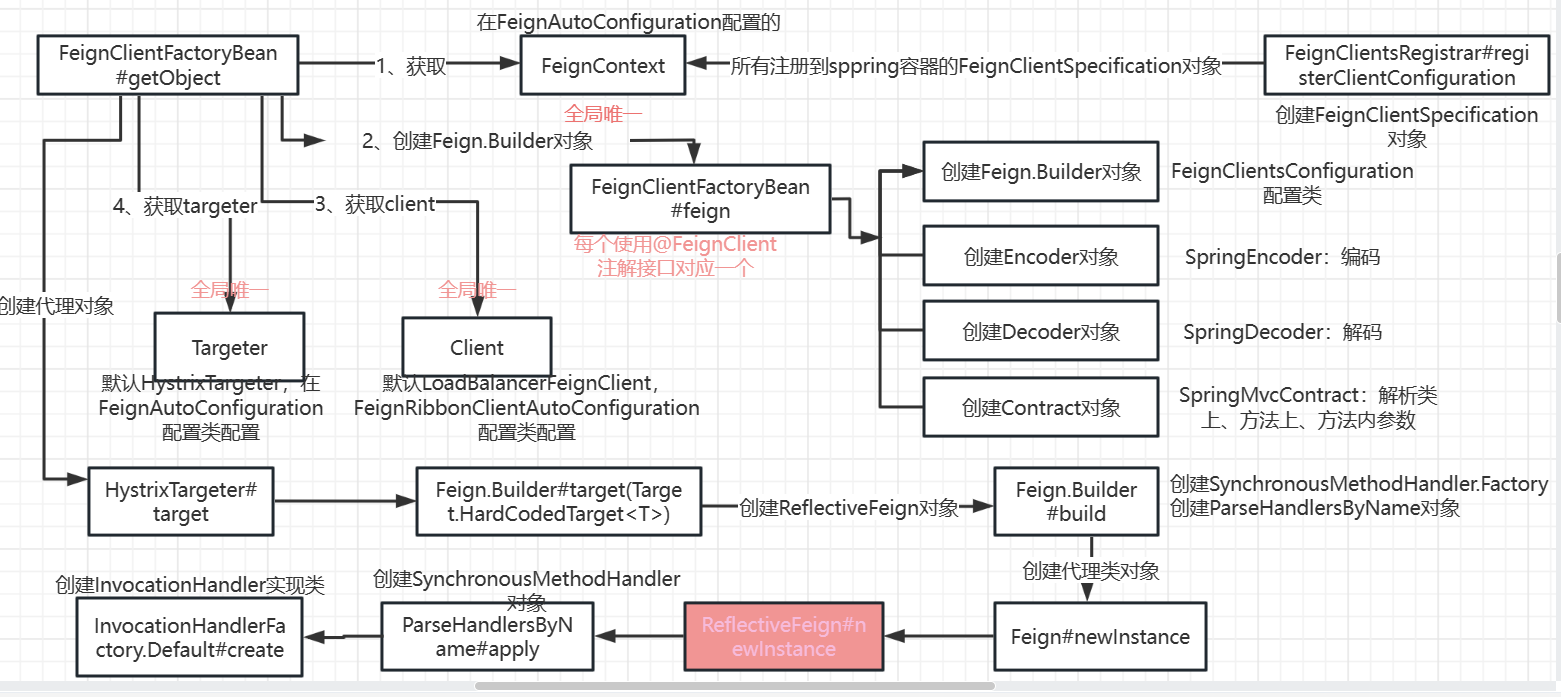 在FeignAutoConfiguration配置的
FeignClientFactoryBean
#getObject
1、获取
FeignContext
所有注册到sppring容器的FeignClientSpecification对象
FeignClientsRegistrar#regi
sterClientConfiguration
全局唯一
创建FeignClientSpecification
对象
2、创建Feign.Builder对象
FeignClientFactoryBean
#feign
每个使用@FeignClient
注解接口对应一个
创建Feign.Builder对象
FeignClientsConfiguration
配置类
4、获取targeter
3、获取client
创建Encoder对象
SpringEncoder：编码
全局唯一
全局唯一
创建代理对象
创建Decoder对象
SpringDecoder：解码
Targeter
Client
默认HystrixTargeter，在
FeignAutoConfiguration
配置类配置
默认LoadBalancerFeignClient，
FeignRibbonClientAutoConfiguration
配置类配置
创建Contract对象
SpringMvcContract：解析类
上、方法上、方法内参数
HystrixTargeter#
target
Feign.Builder#target(Targe
t.HardCodedTarget<T>)
创建ReflectiveFeign对象
Feign.Builder
#build
创建SynchronousMethodHandler.Factory
创建ParseHandlersByName对象
创建代理类对象
创建InvocationHandler实现类
InvocationHandlerFa
ctory.Default#create
创建SynchronousMethodHandler
对象
ParseHandlersByN
ame#apply
ReflectiveFeign#n
ewInstance
Feign#newInstance